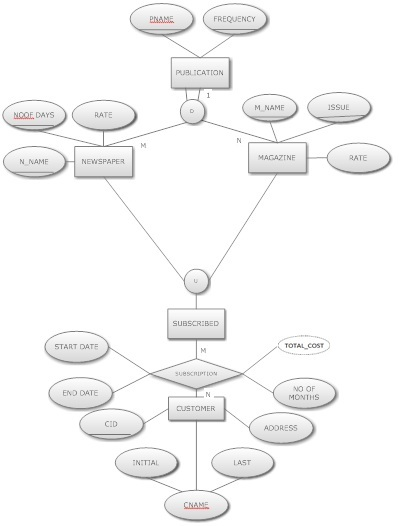 PNAME
FREQUENCY
PUBLICATION
1
D
NOOF DAYS
RATE
M_NAME
ISSUE
M
N
N_NAME
NEWSPAPER
MAGAZINE
RATE
U
SUBSCRIBED
START DATE
M
TOTAL_COST
SUBSCRIPTION
END DATE
N
NO OF
MONTHS
CUSTOMER
CID
ADDRESS
INITIAL
LAST
CNAME